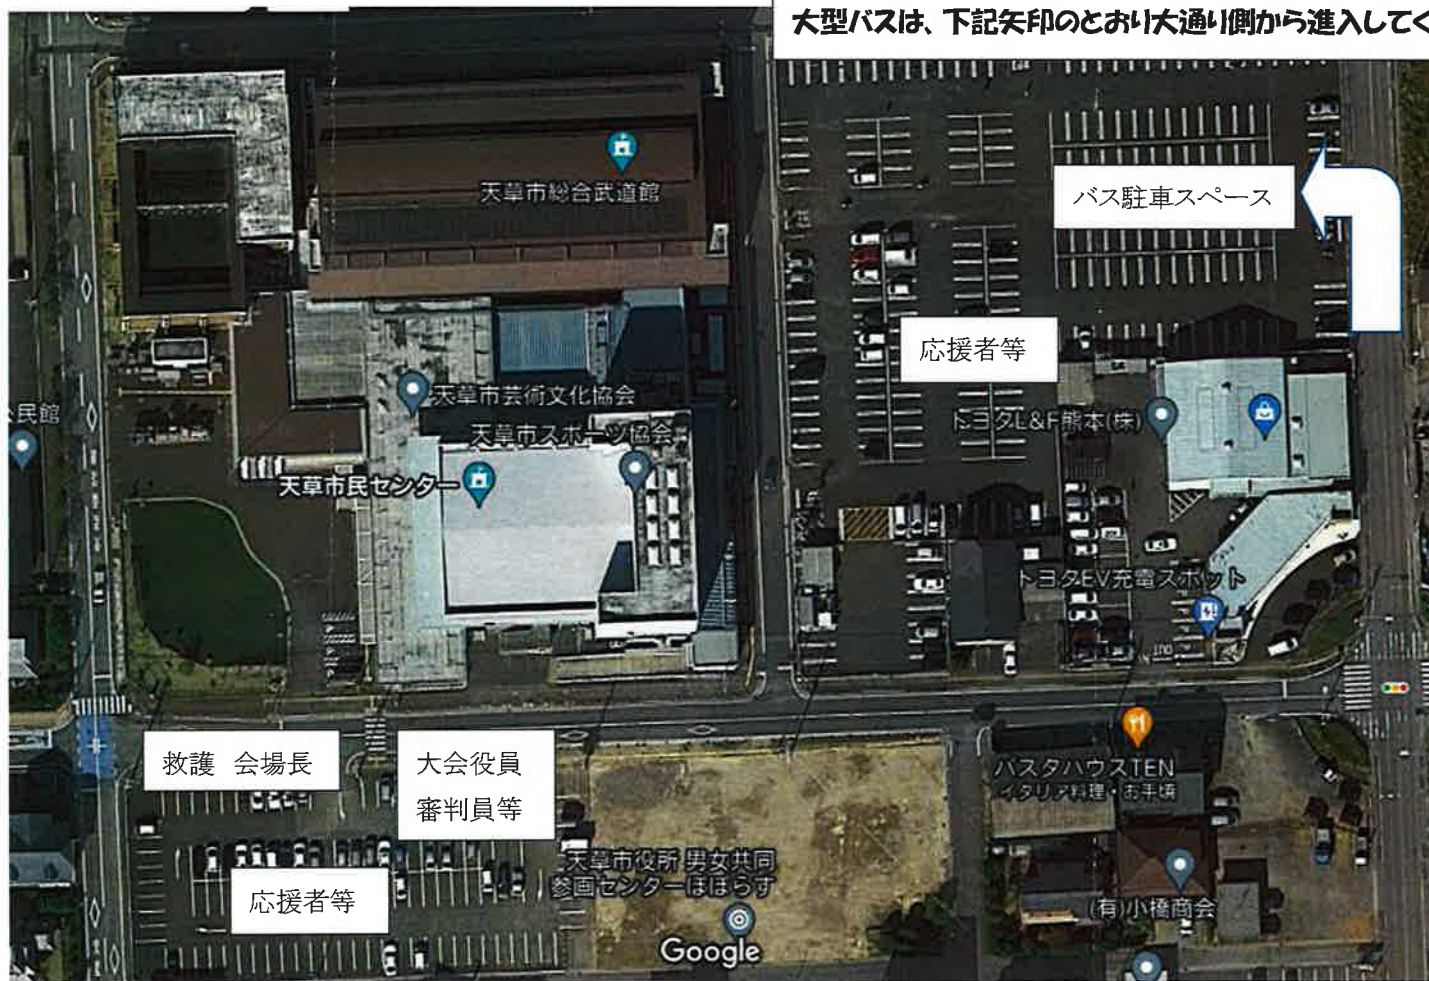 大型バスは、下記矢印のとおり大通り側から進入してく
天草市総合武道館
バス駐車スペース
応援者等
天草市芸術文化協会
トヨタL&F熊本(株)
民館
天草市スポーツ協会
天草市民センター
トヨタEV充電スポット
救護 会場長
大会役員
審判員等
パスタハウスTEN
イタリア料理・お手頃
天草市役所 男女共同
参画センターぽぽらす
応援者等
(有)小橋商会
Google